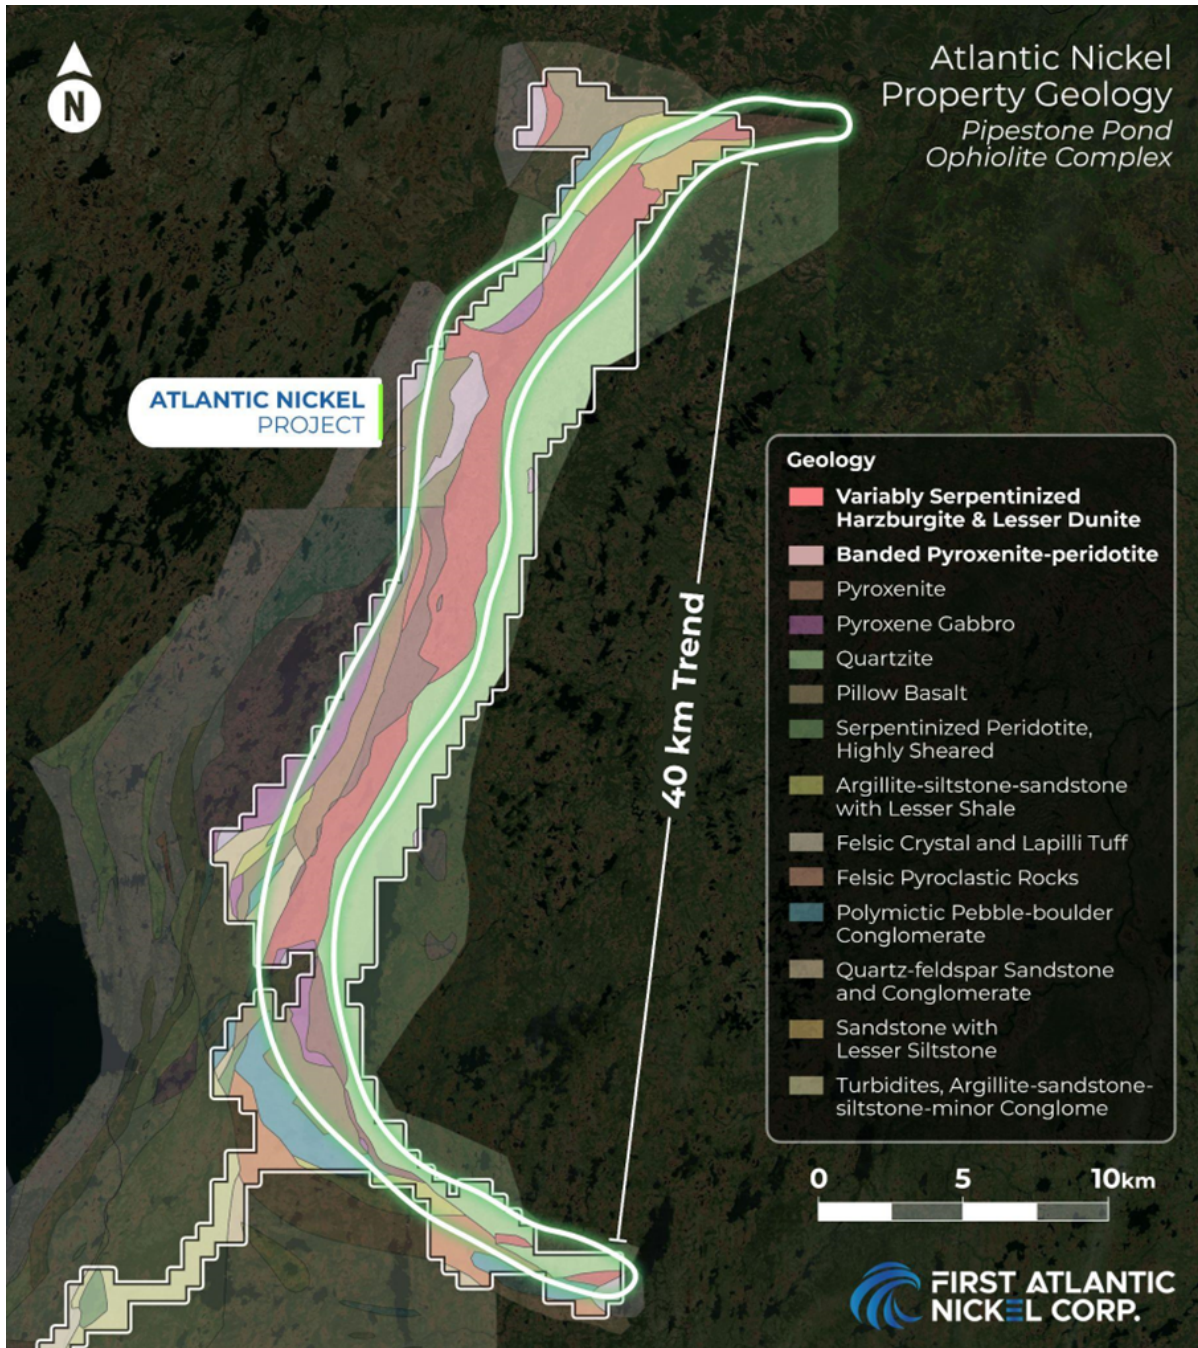 N
Atlantic Nickel
Property Geology
Pipestone Pond
Ophiolite Complex
ATLANTIC NICKEL
PROJECT
40 km Trend
Geology
Variably Serpentinized
Harzburgite & Lesser Dunite
Banded Pyroxenite-peridotite
Pyroxenite
Pyroxene Gabbro
Quartzite
Pillow Basalt
Serpentinized Peridotite,
Highly Sheared
Argillite-siltstone-sandstone
with Lesser Shale
Felsic Crystal and Lapilli Tuff
Felsic Pyroclastic Rocks
Polymictic Pebble-boulder
Conglomerate
Quartz-feldspar Sandstone
and Conglomerate
Sandstone with
Lesser Siltstone
Turbidites, Argillite-sandstone-
siltstone-minor Conglome
0 5 10km
FIRST ATLANTIC
NICKEL CORP.